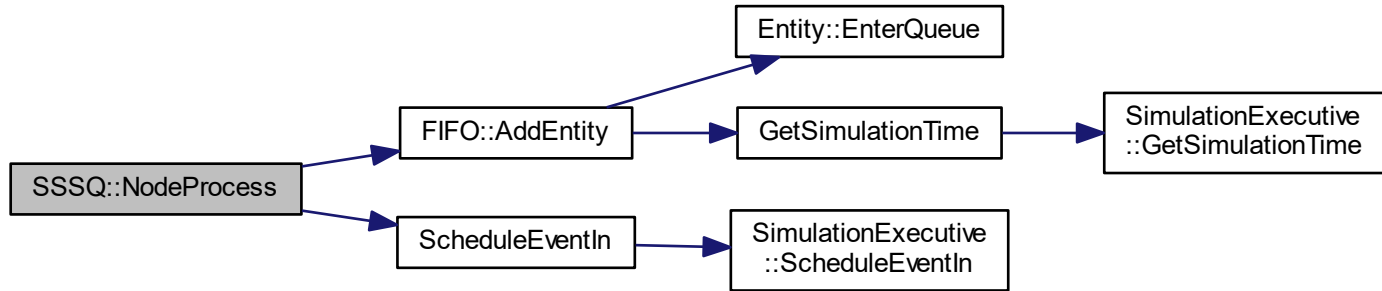 Entity::EnterQueue
FIFO::AddEntity
GetSimulationTime
SimulationExecutive
::GetSimulationTime
SSSQ::NodeProcess
ScheduleEventIn
SimulationExecutive
::ScheduleEventIn